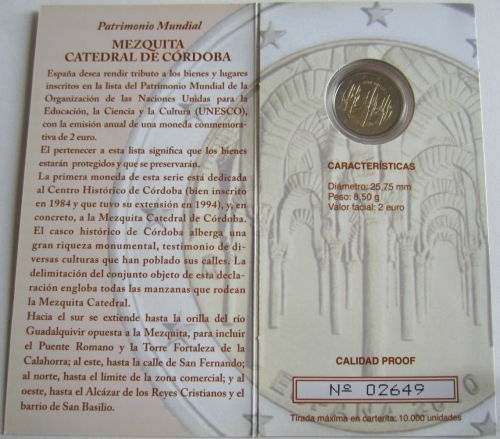 Patrimonio Mundial
MEZQUITA
CATEDRAL DE CÓRDOBA
España desea rendir tributo a los bienes y lugares
inscritos en la lista del Patrimonio Mundial de la
Organización de las Naciones Unidas para la
Educación, la Ciencia y la Cultura (UNESCO),
con la emisión anual de una moneda conmemora-
tiva de 2 euro.
El pertenecer a esta lista significa que los bienes
estarán protegidos y que se preservarán.
La primera moneda de esta serie esta dedicada
al Centro Histórico de Córdoba (bien inscrito
en 1984 y que tuvo su extensión en 1994), y, en
concreto, a la Mezquita Catedral de Córdoba.
El casco histórico de Córdoba alberga una
gran riqueza monumental, testimonio de di-
versas culturas que han poblado sus calles. La
delimitación del conjunto objeto de esta decla-
ración engloba todas las manzanas que rodean
la Mezquita Catedral.
Hacia el sur se extiende hasta la orilla del río
Guadalquivir opuesta a la Mezquita, para incluir
el Puente Romano y la Torre Fortaleza de la
Calahorra; al este, hasta la calle de San Fernando;
al norte, hasta el límite de la zona comercial; y al
oeste, hasta el Alcázar de los Reyes Cristianos y el
barrio de San Basilio.
CARACTERÍSTICAS
Diámetro: 25,75 mm
Peso: 8,50 g
Valor facial: 2 euro
CALIDAD PROOF
Nº 02649
Tirada máxima en carterita: 10.000 unidades